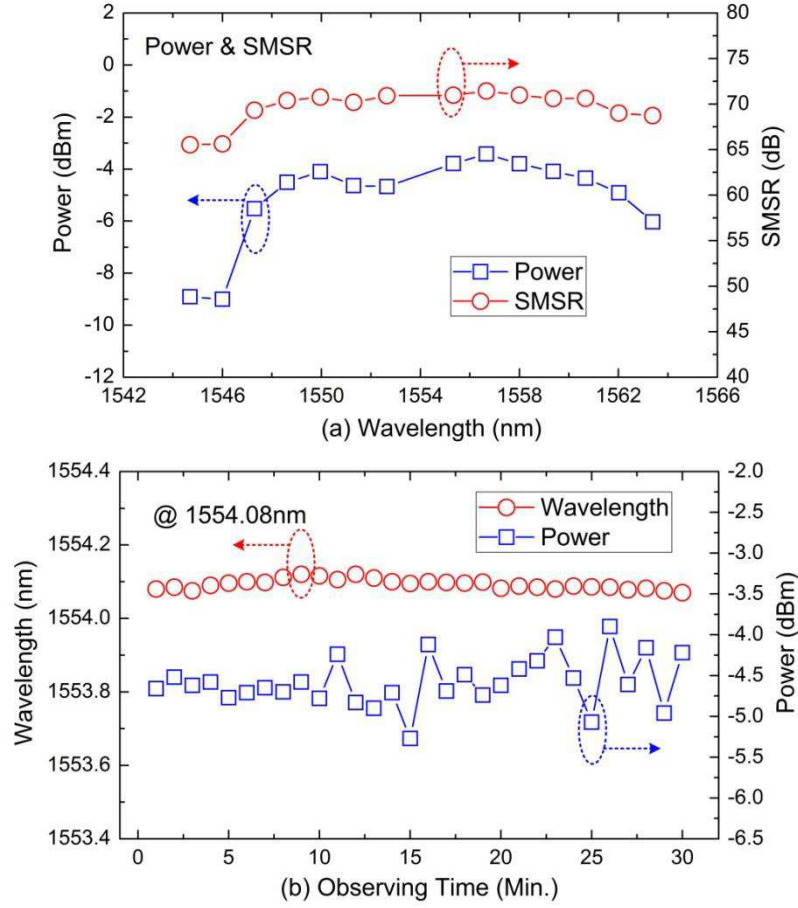 2
0
-2
-4
-6
-8
-10
-12
Power (dBm)
Power & SMSR
Power
SMSR
80
75
70
65
60
55
50
45
40
SMSR (dB)
1542 1546 1550 1554 1558 1562 1566
(a) Wavelength (nm)
1554.4
1554.2
1554.0
1553.8
1553.6
1553.4
Wavelength (nm)
@ 1554.08nm
Wavelength
Power
-2.0
-2.5
-3.0
-3.5
-4.0
-4.5
-5.0
-5.5
-6.0
-6.5
Power (dBm)
0 5 10 15 20 25 30
(b) Observing Time (Min.)